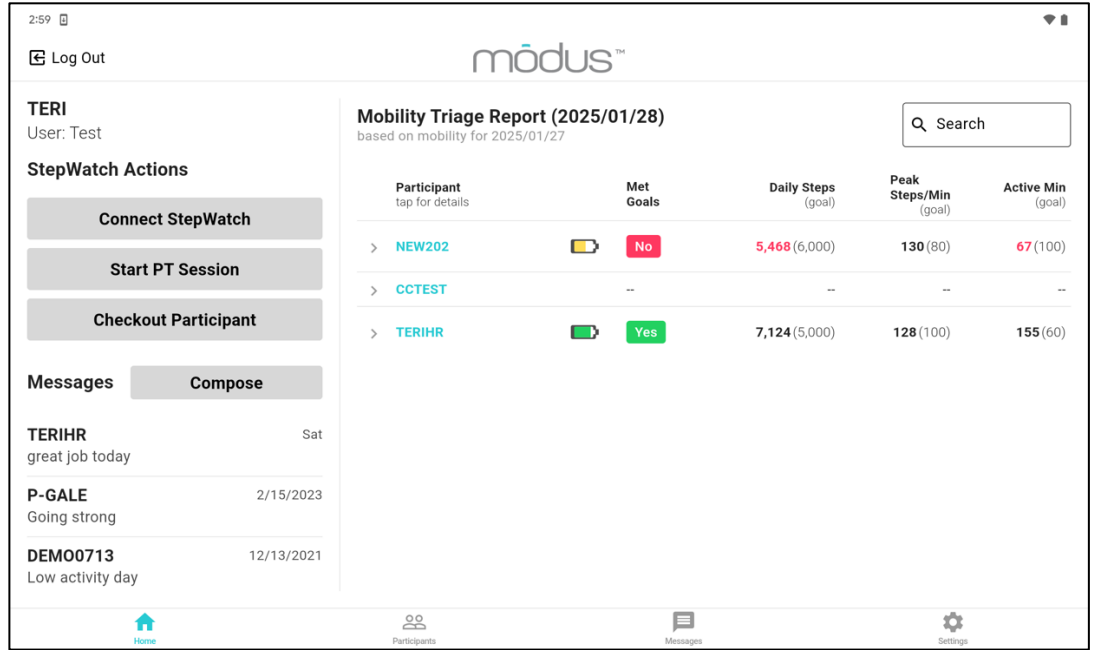 2:59
Log Out
mōdus™
TERI
User: Test
StepWatch Actions
Connect StepWatch
Start PT Session
Checkout Participant
Messages
Compose
TERIHR Sat
great job today
P-GALE 2/15/2023
Going strong
DEMO0713 12/13/2021
Low activity day
Mobility Triage Report (2025/01/28)
based on mobility for 2025/01/27
Search
Participant
tap for details
Met
Goals
Daily Steps
(goal)
Peak
Steps/Min
(goal)
Active Min
(goal)
NEW202 No 5,468 (6,000) 130 (80) 67 (100)
CCTEST -- -- -- --
TERIHR Yes 7,124 (5,000) 128 (100) 155 (60)
Home Participants Messages Settings